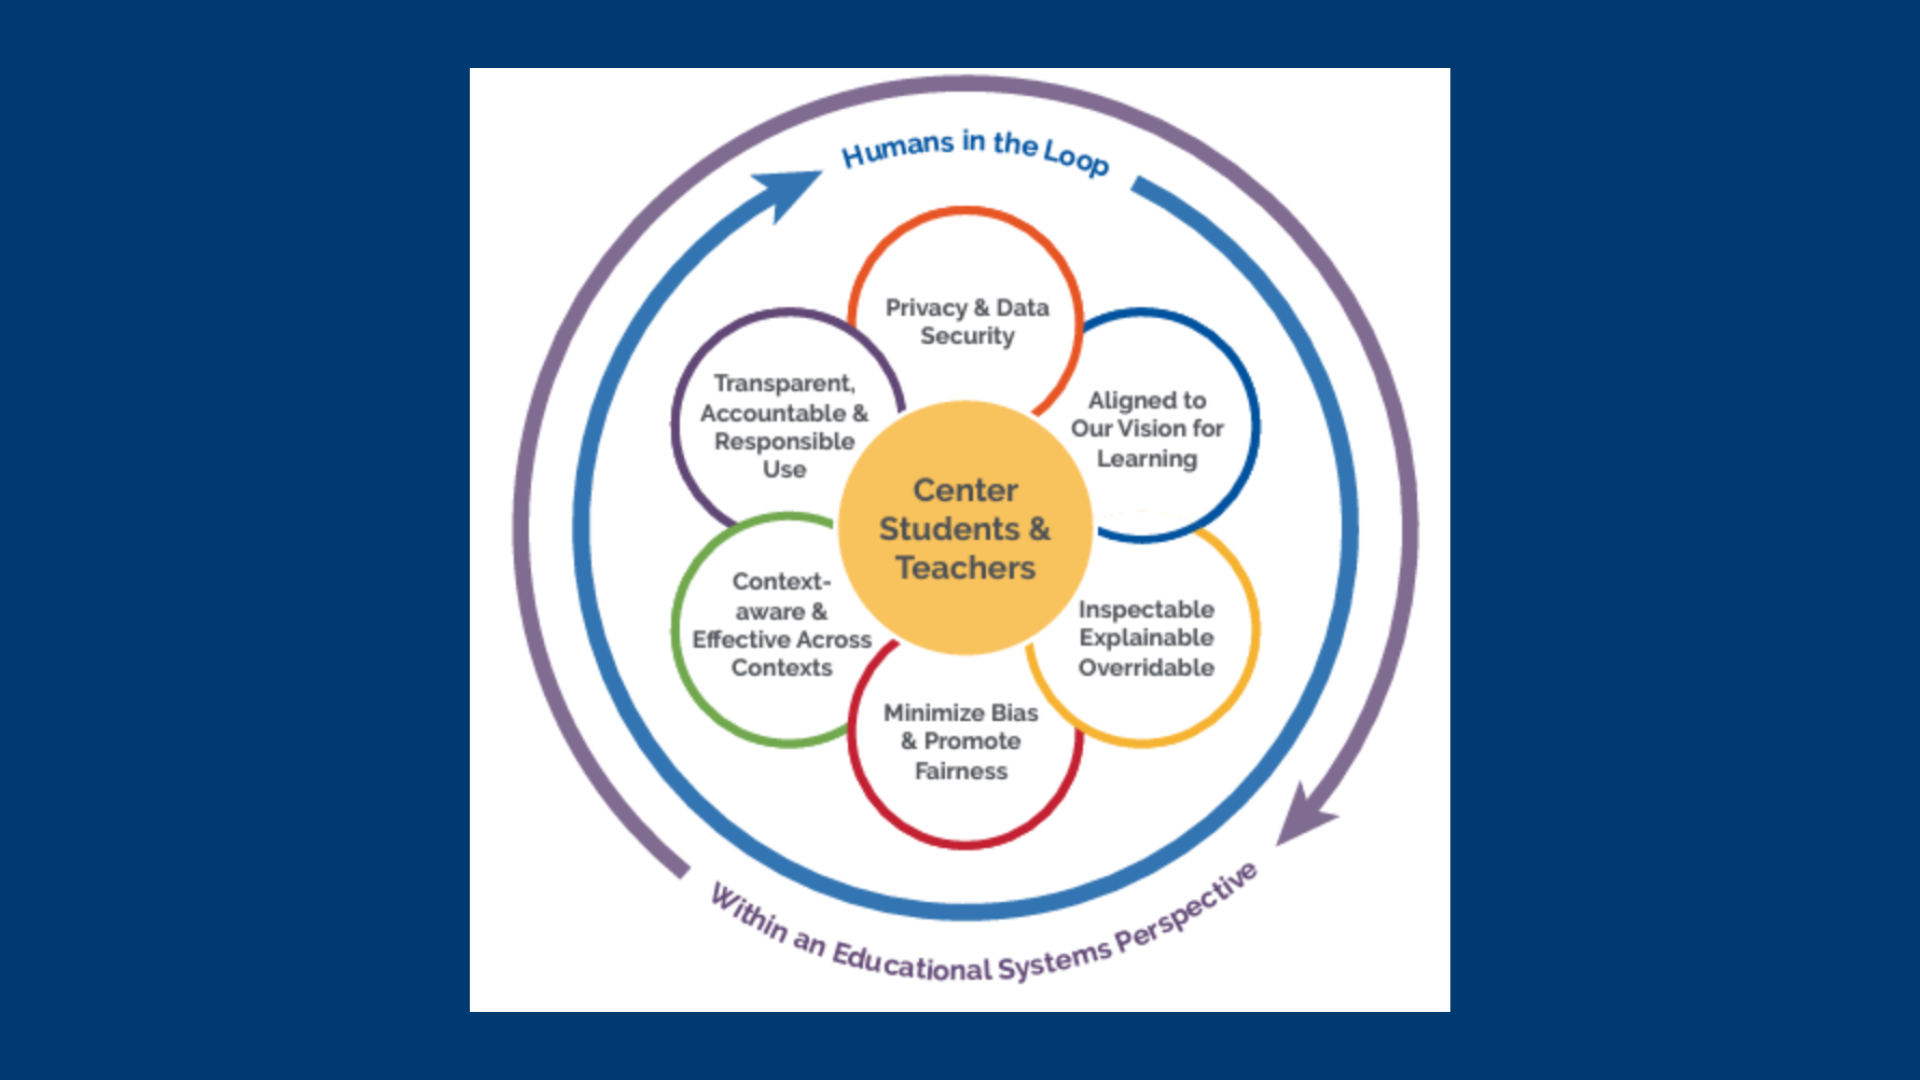 Humans in the Loop
Privacy & Data
Security
Aligned to
Our Vision for
Learning
Inspectable
Explainable
Overridable
Minimize Bias
& Promote
Fairness
Context-
aware &
Effective Across
Contexts
Transparent,
Accountable &
Responsible
Use
Center
Students &
Teachers
Within an Educational Systems Perspective